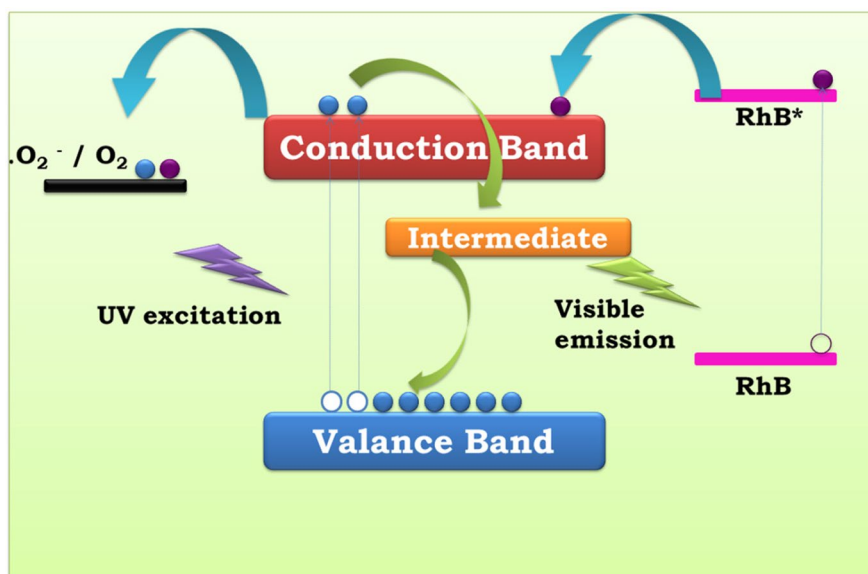 RhB*
Conduction Band
.O₂ ⁻ / O₂
Intermediate
UV excitation
Visible
emission
RhB
Valance Band